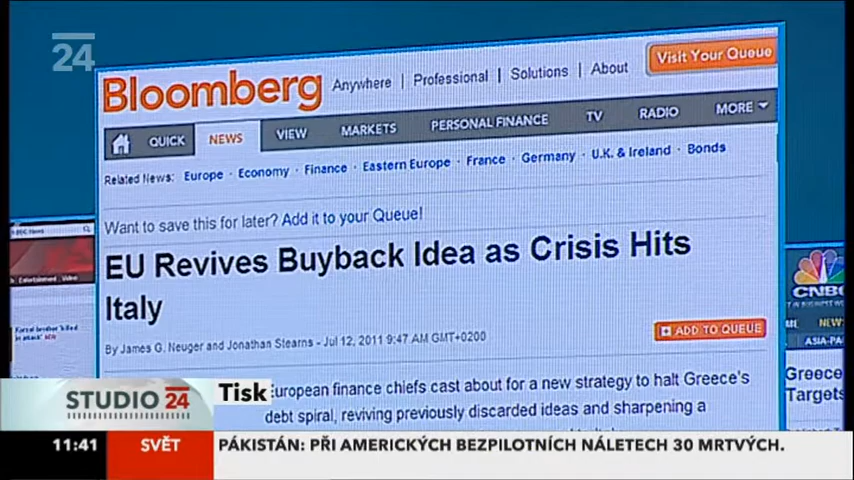 24
Bloomberg
Anywhere | Professional | Solutions | About
Visit Your Queue
QUICK NEWS VIEW MARKETS PERSONAL FINANCE TV RADIO MORE
Related News: Europe · Economy · Finance · Eastern Europe · France · Germany · U.K. & Ireland · Bonds
Want to save this for later? Add it to your Queue!
EU Revives Buyback Idea as Crisis Hits
Italy
By James G. Neuger and Jonathan Stearns - Jul 12, 2011 9:47 AM GMT+0200
ADD TO QUEUE
European finance chiefs cast about for a new strategy to halt Greece's
debt spiral, reviving previously discarded ideas and sharpening a
CNBC
NEW
ASIA-PA
Greece
Targets
STUDIO 24
Tisk
11:41
SVĚT
PÁKISTÁN: PŘI AMERICKÝCH BEZPILOTNÍCH NÁLETECH 30 MRTVÝCH.